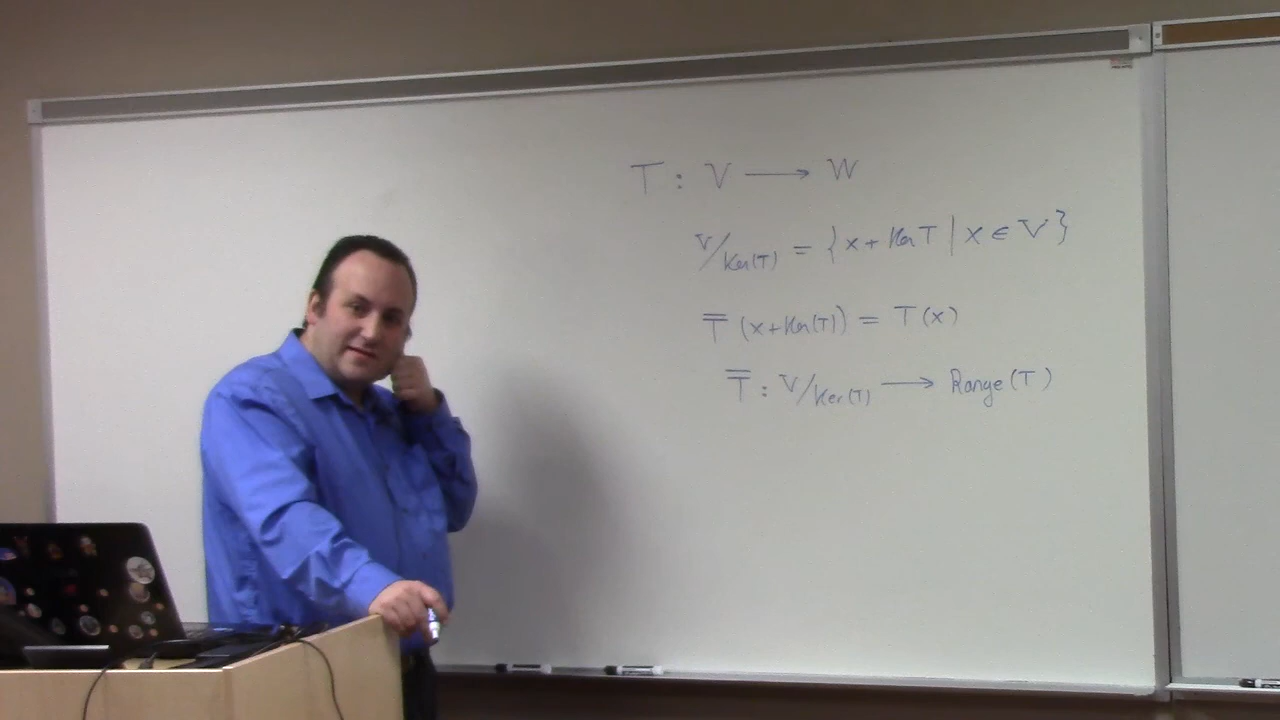 T : V ⟶ W
V/Ker(T) = {x + Ker T | x ∈ V}
T̅ (x+Ker(T)) = T(x)
T̅ : V/Ker(T) ⟶ Range(T)